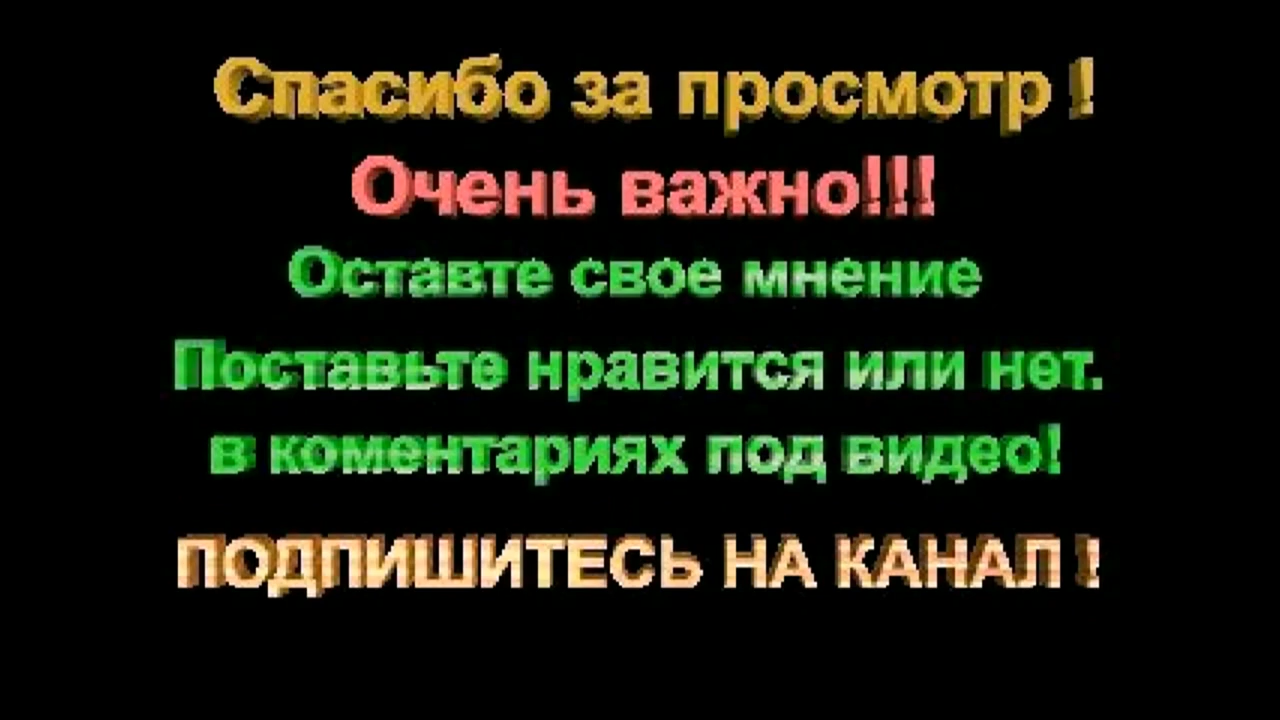 Спасибо за просмотр !
Очень важно!!!
Оставте свое мнение
Поставьте нравится или нет.
в коментариях под видео!
ПОДПИШИТЕСЬ НА КАНАЛ !